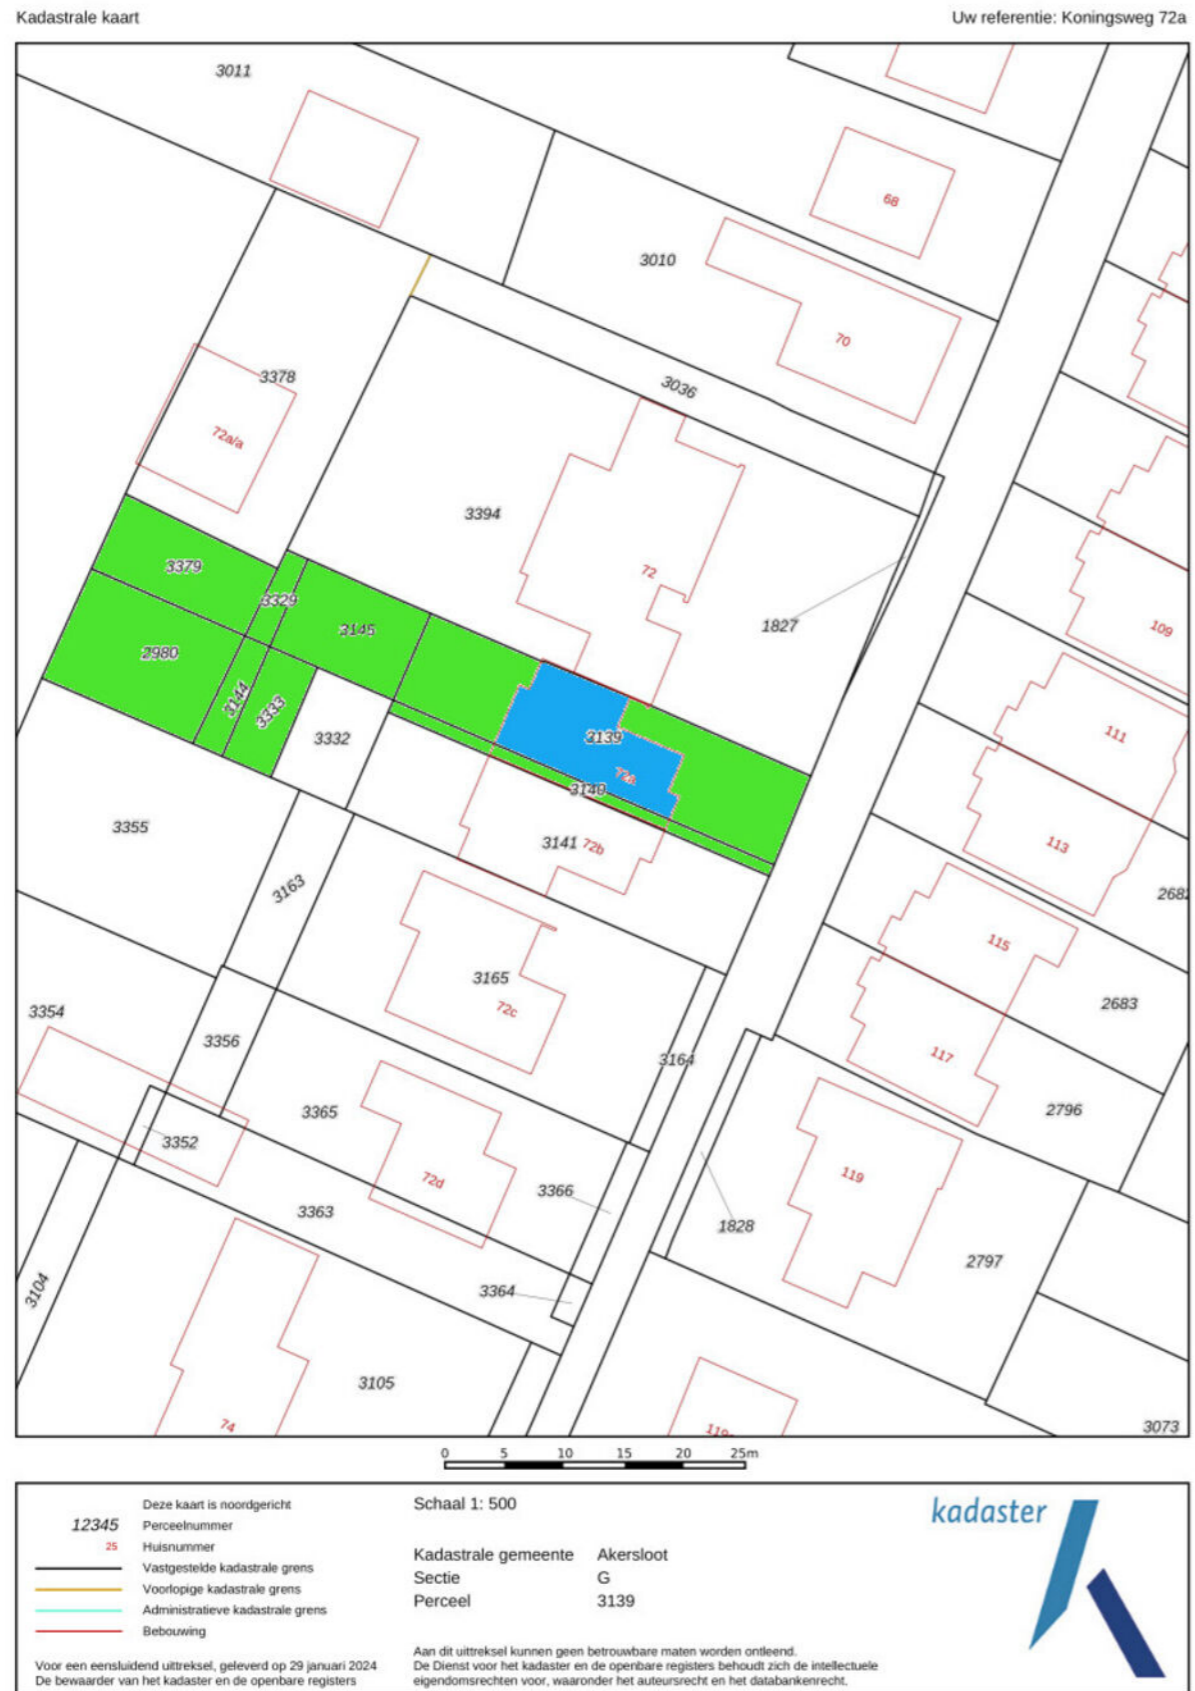 Kadastrale kaart
Uw referentie: Koningsweg 72a
3011
68
3010
70
3378
3036
72a/a
3394
72
3379
3329
1827
109
3145
2980
3144
3333
3332
3139
111
72a
3140
3355
3141 72b
113
3163
2682
115
3165
72c
2683
3354
3356
3164
117
3365
2796
3352
119
72d
3366
3363
1828
2797
3104
3364
3105
74
3073
0 5 10 15 20 25m
Deze kaart is noordgericht
12345 Perceelnummer
25 Huisnummer
Vastgestelde kadastrale grens
Voorlopige kadastrale grens
Administratieve kadastrale grens
Bebouwing
Voor een eensluidend uittreksel, geleverd op 29 januari 2024
De bewaarder van het kadaster en de openbare registers
Schaal 1: 500
Kadastrale gemeente Akersloot
Sectie G
Perceel 3139
Aan dit uittreksel kunnen geen betrouwbare maten worden ontleend.
De Dienst voor het kadaster en de openbare registers behoudt zich de intellectuele
eigendomsrechten voor, waaronder het auteursrecht en het databankenrecht.
kadaster